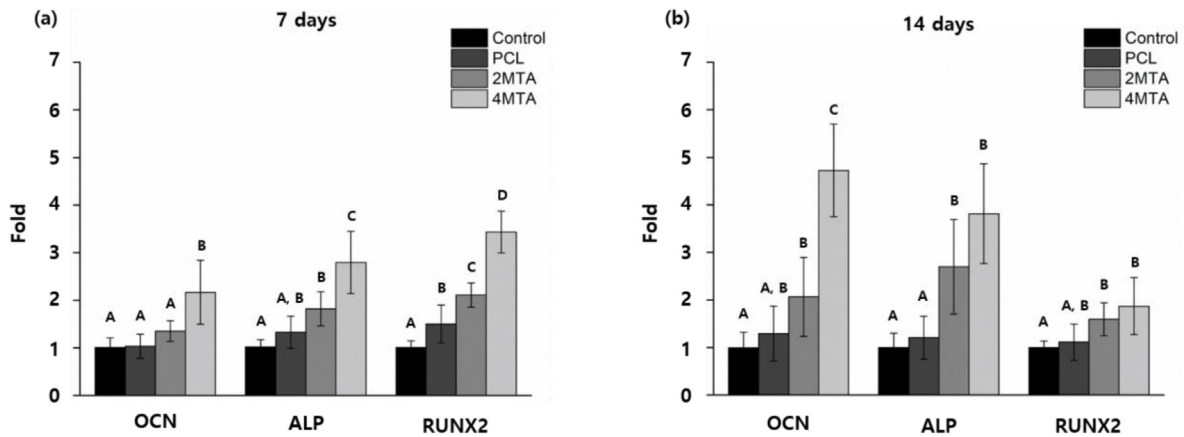 (a)
7 days
Control
PCL
2MTA
4MTA
7
6
5
4
3
2
1
0
Fold
A
A
A
B
A
A, B
B
C
A
B
C
D
OCN
ALP
RUNX2
(b)
14 days
Control
PCL
2MTA
4MTA
7
6
5
4
3
2
1
0
Fold
A
A, B
B
C
A
A
B
B
A
A, B
B
B
OCN
ALP
RUNX2